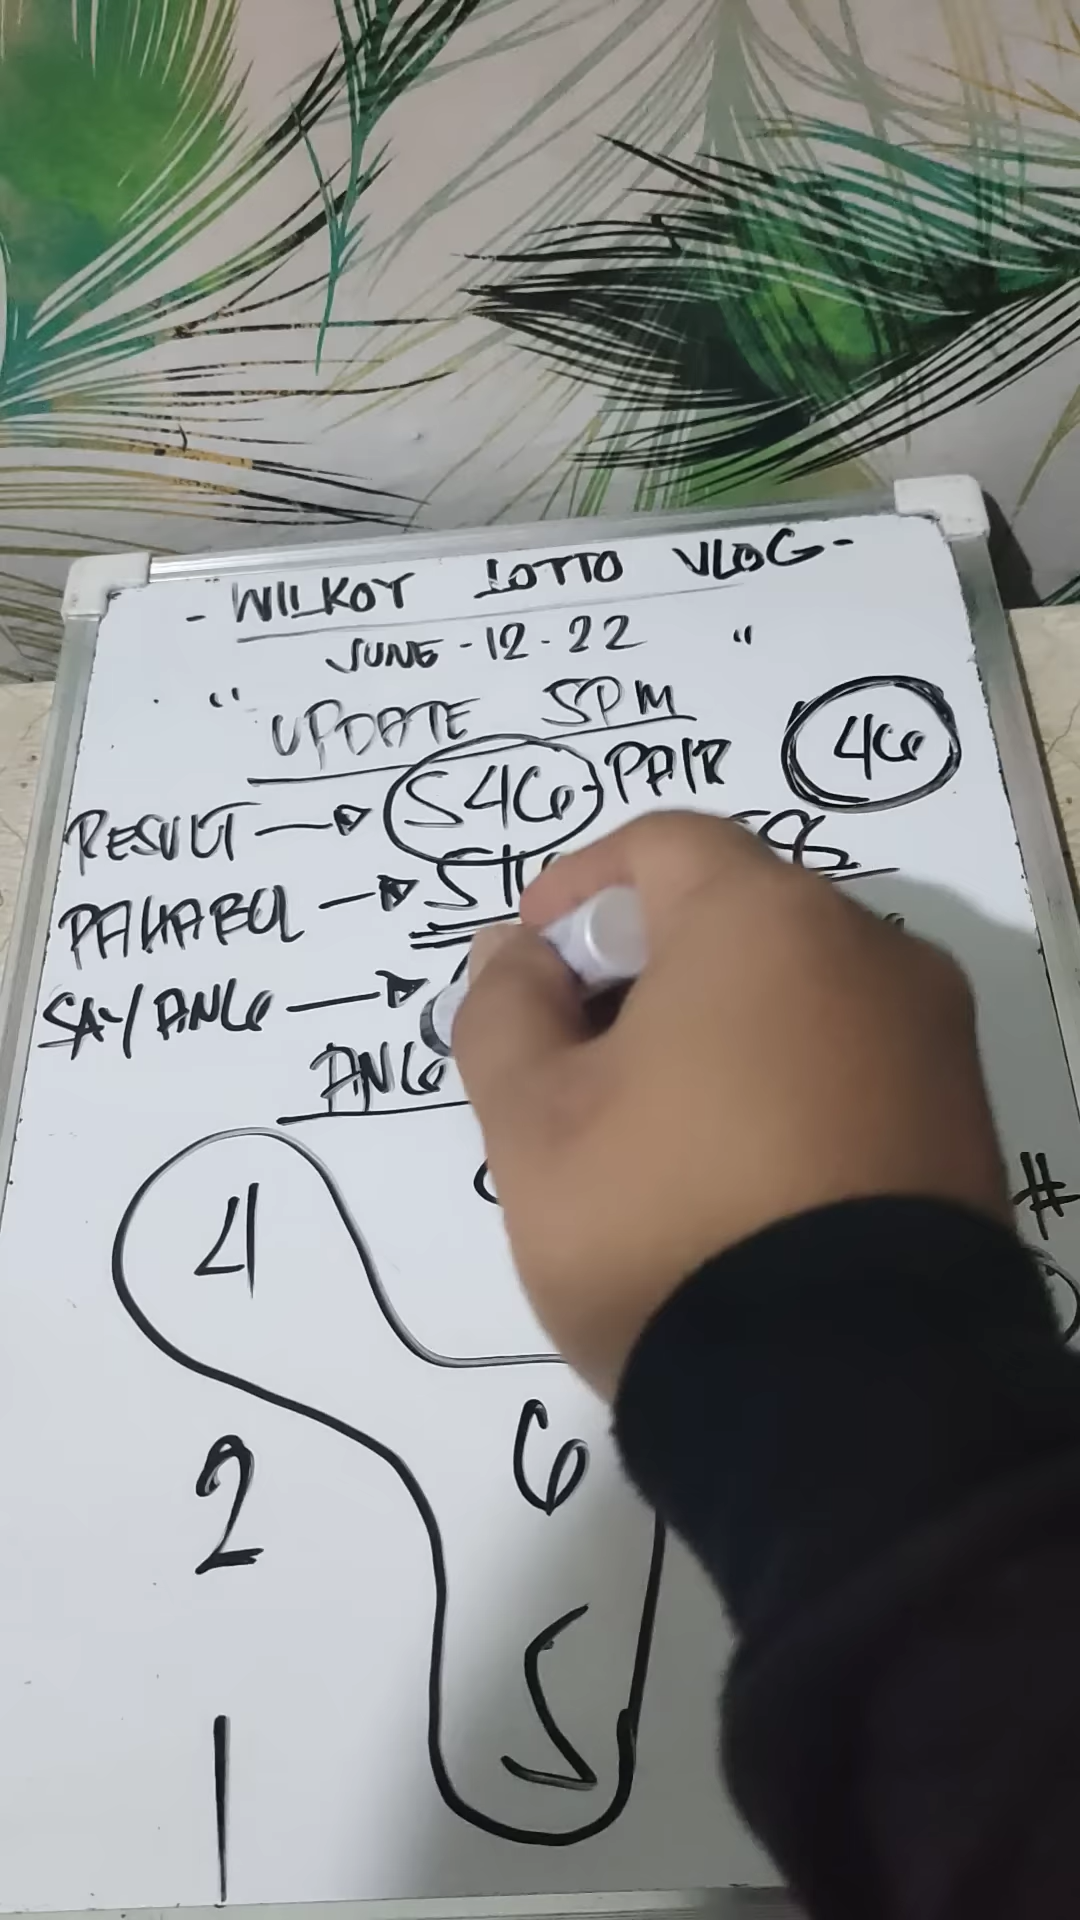 - WILKOY LOTTO VLOG -
JUNE - 12 - 22 "
" UPDATE 5PM
RESULT → 546 - PAIR 46
PAHABOL →
SAYANG →
ANG
4 #
2 6
5
1